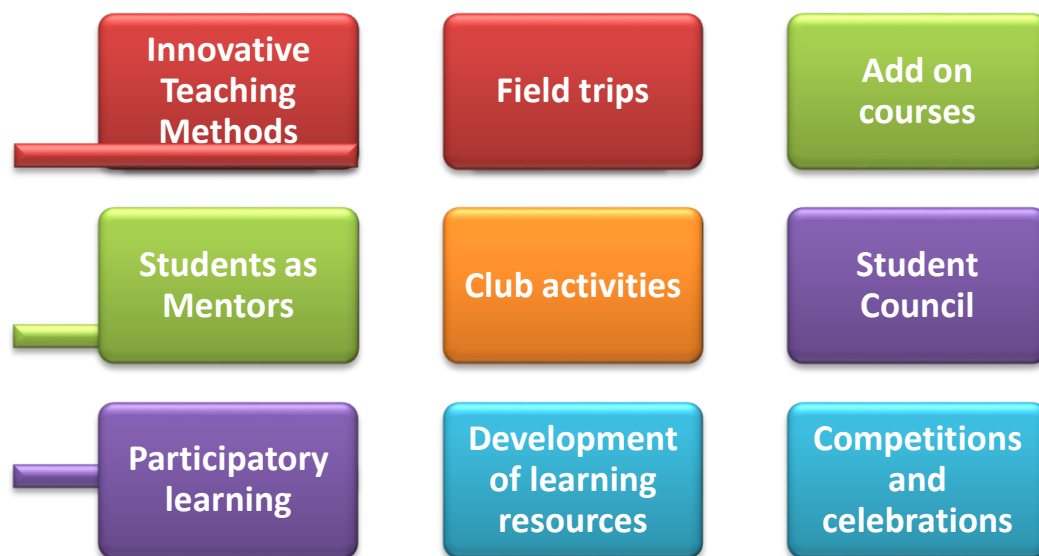 Innovative
Teaching
Methods
Field trips
Add on
courses
Students as
Mentors
Club activities
Student
Council
Participatory
learning
Development
of learning
resources
Competitions
and
celebrations